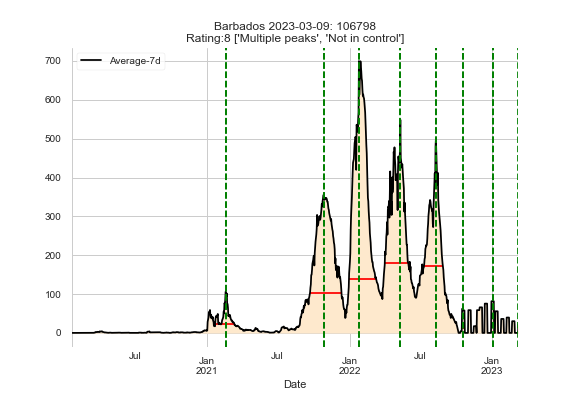 Barbados 2023-03-09: 106798
Rating:8 ['Multiple peaks', 'Not in control']
Average-7d
700
600
500
400
300
200
100
0
Jul
Jan
2021
Jul
Jan
2022
Jul
Jan
2023
Date